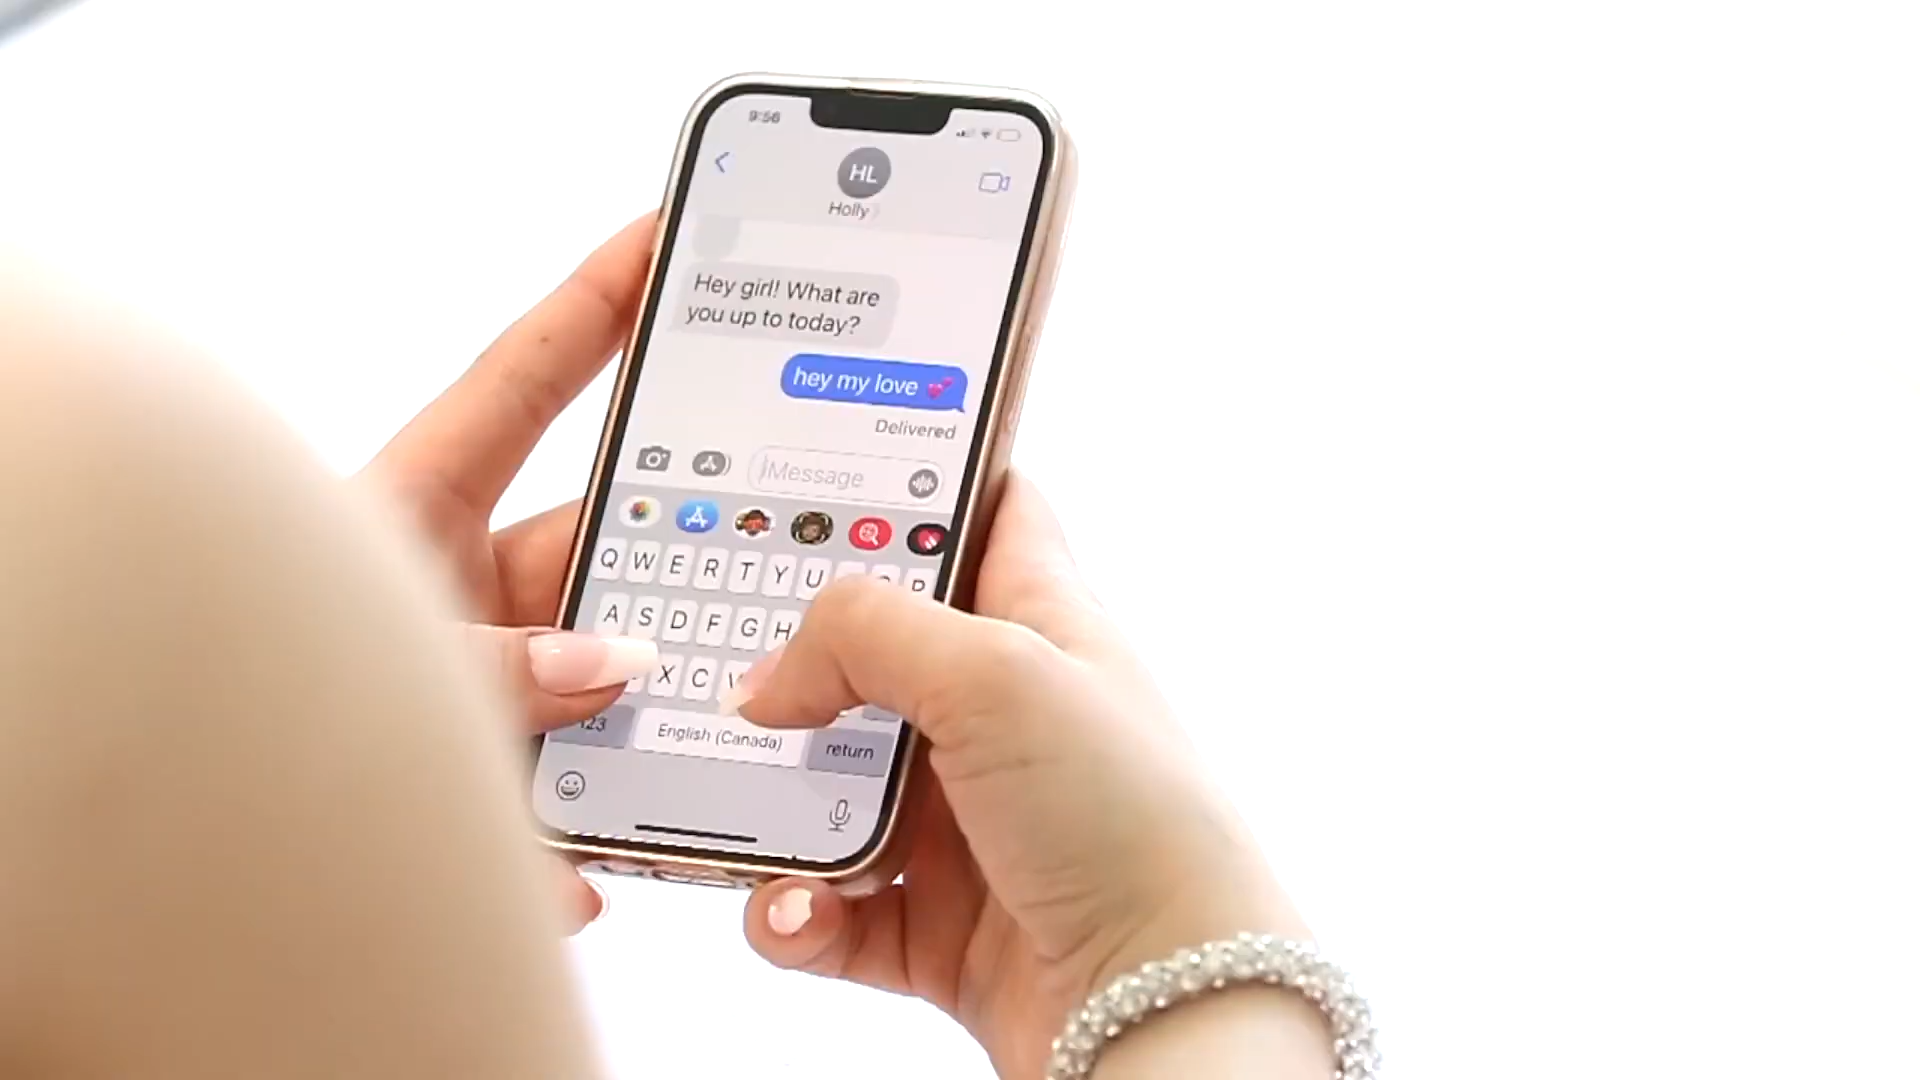 9:56
HL
Holly
Hey girl! What are
you up to today?
hey my love 💕
Delivered
iMessage
Q W E R T Y U P
A S D F G H
X C V
123 English (Canada) return